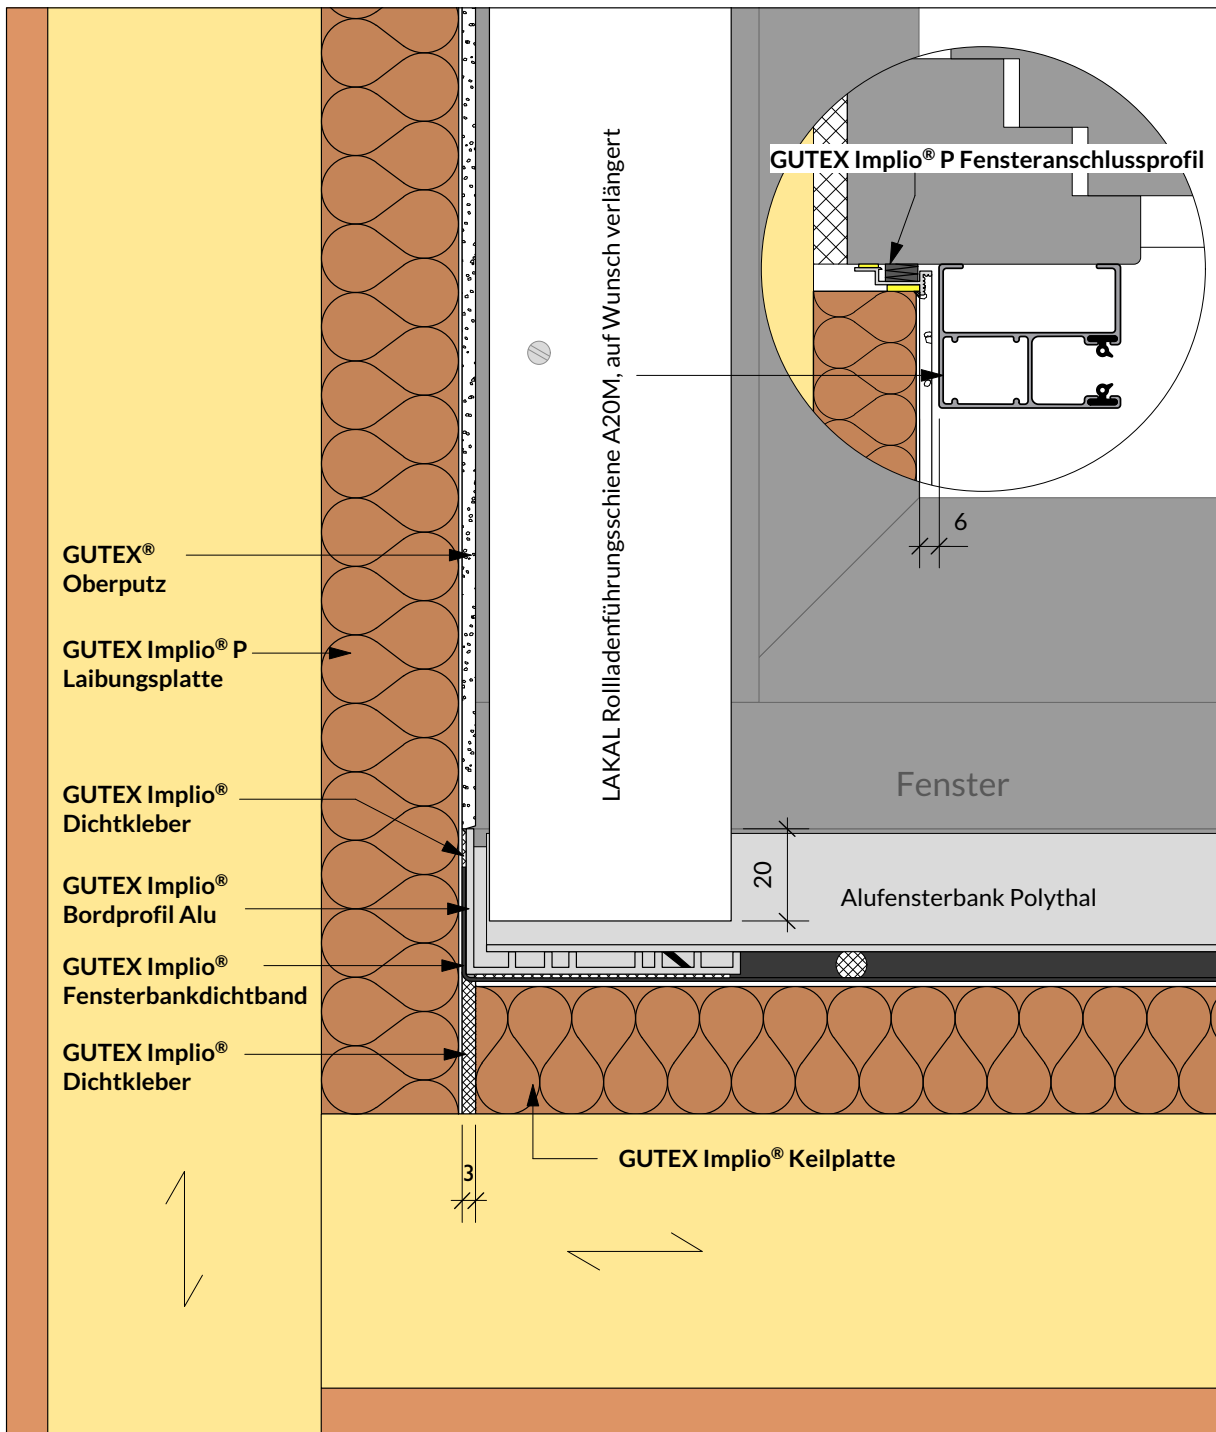 GUTEX Implio® P Fensteranschlussprofil
LAKAL Rollladenführungsschiene A20M, auf Wunsch verlängert
6
GUTEX®
Oberputz
GUTEX Implio® P
Laibungsplatte
Fenster
GUTEX Implio®
Dichtkleber
20
GUTEX Implio®
Bordprofil Alu
Alufensterbank Polythal
GUTEX Implio®
Fensterbankdichtband
GUTEX Implio®
Dichtkleber
GUTEX Implio® Keilplatte
3